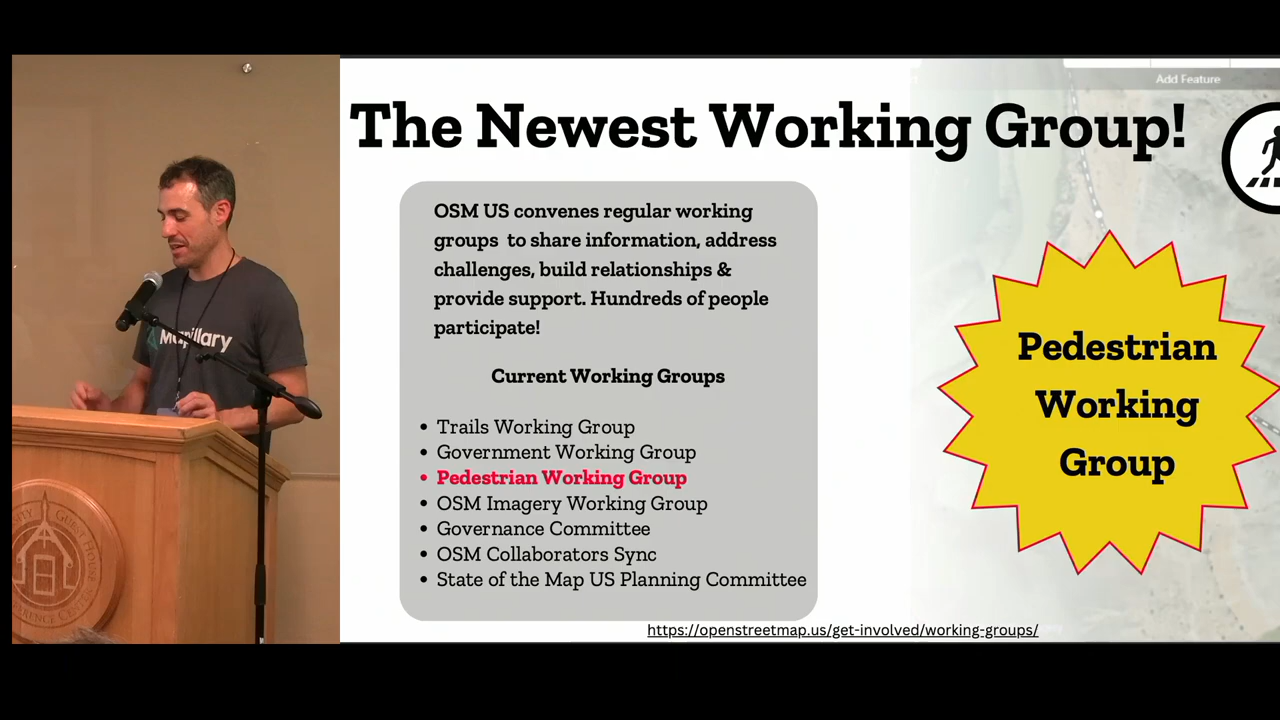 Add Feature
The Newest Working Group!
OSM US convenes regular working
groups to share information, address
challenges, build relationships &
provide support. Hundreds of people
participate!
Current Working Groups
• Trails Working Group
• Government Working Group
• Pedestrian Working Group
• OSM Imagery Working Group
• Governance Committee
• OSM Collaborators Sync
• State of the Map US Planning Committee
https://openstreetmap.us/get-involved/working-groups/
Pedestrian
Working
Group
Mapillary
Guest House